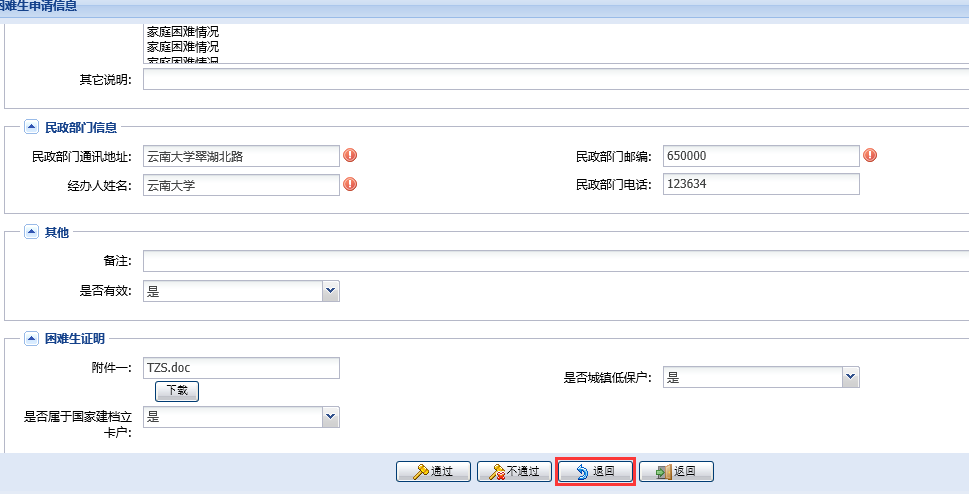 困难生申请信息
家庭困难情况
家庭困难情况
家庭困难情况
其它说明:
民政部门信息
民政部门通讯地址: 云南大学翠湖北路 民政部门邮编: 650000
经办人姓名: 云南大学 民政部门电话: 123634
其他
备注:
是否有效: 是
困难生证明
附件一: TZS.doc 是否城镇低保户: 是
下载
是否属于国家建档立 是
卡户:
通过 不通过 退回 返回